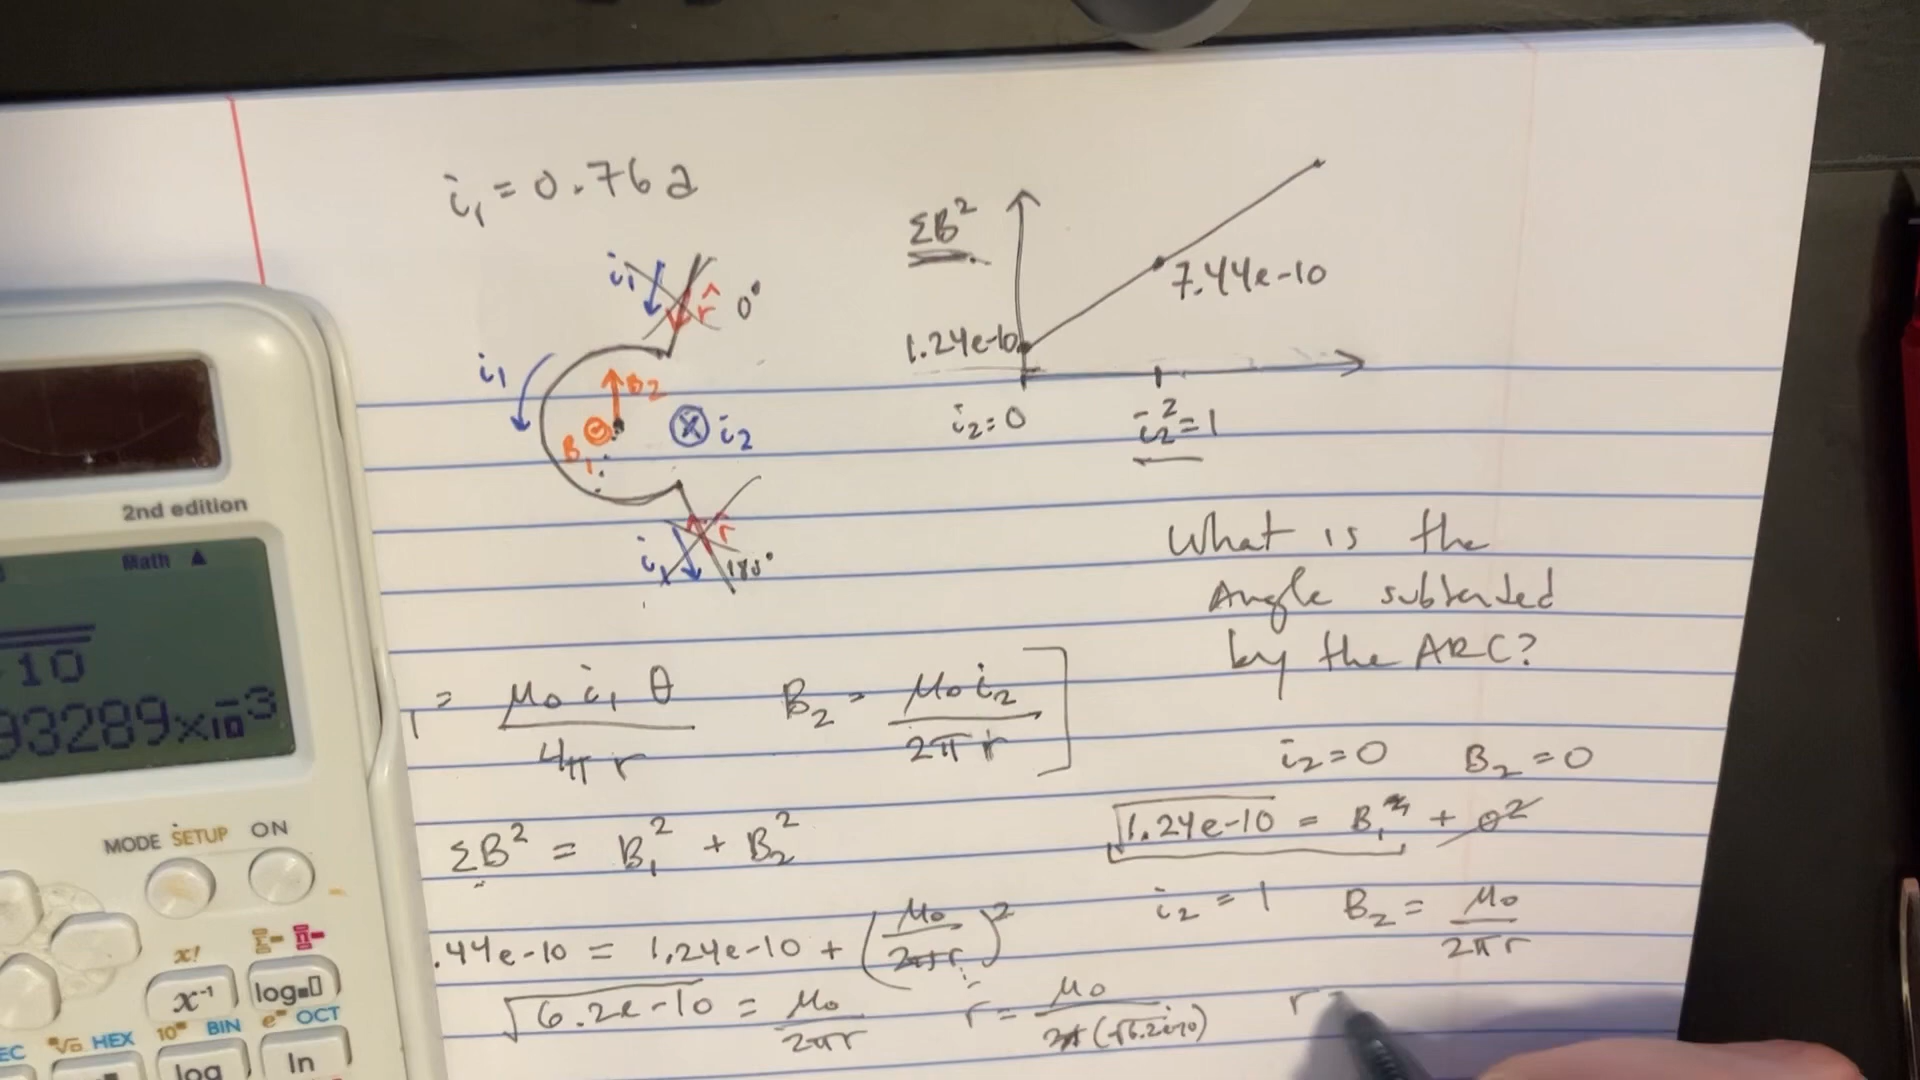 i₁ = 0.76 a
ΣB²
7.44e-10
1.24e-10
i₂=0
i₂²=1
i₁
r̂
0°
i₁
B₂
B₁
i₂
i₁
r̂
180°
What is the
Angle subtended
by the ARC?
₁ = μ₀ i₁ θ / 4π r
B₂ = μ₀ i₂ / 2π r
i₂=0 B₂=0
ΣB² = B₁² + B₂²
√1.24e-10 = B₁ + 0²
i₂ = 1 B₂ = μ₀ / 2πr
.44e-10 = 1.24e-10 + (μ₀ / 2πr)²
√6.2e-10 = μ₀ / 2πr
r = μ₀ / 2π(√6.2e-10)
r =
2nd edition
Math ▲
10
93289×10⁻³
MODE SETUP ON
x!
x⁻¹
log
BIN
OCT
HEX
EC
log
ln